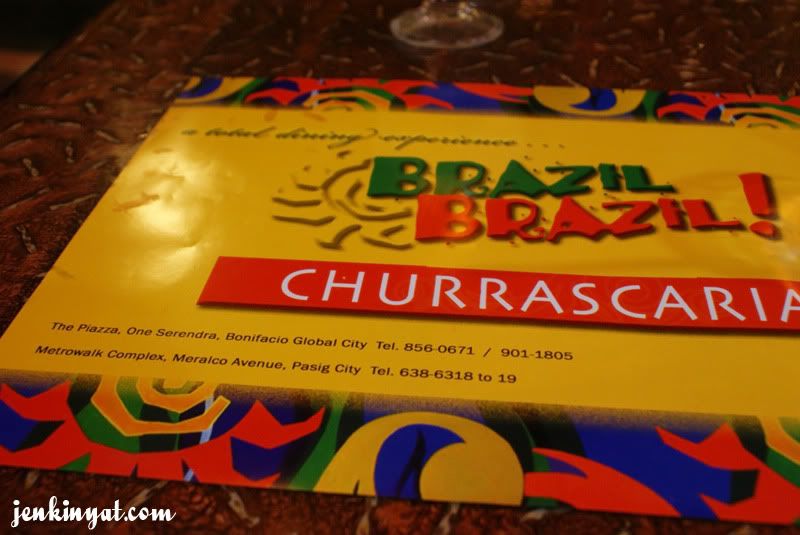 a total dining experience . . .
BRAZIL
BRAZIL!
CHURRASCARIA
The Piazza, One Serendra, Bonifacio Global City Tel. 856-0671 / 901-1805
Metrowalk Complex, Meralco Avenue, Pasig City Tel. 638-6318 to 19
jenkinyat.com